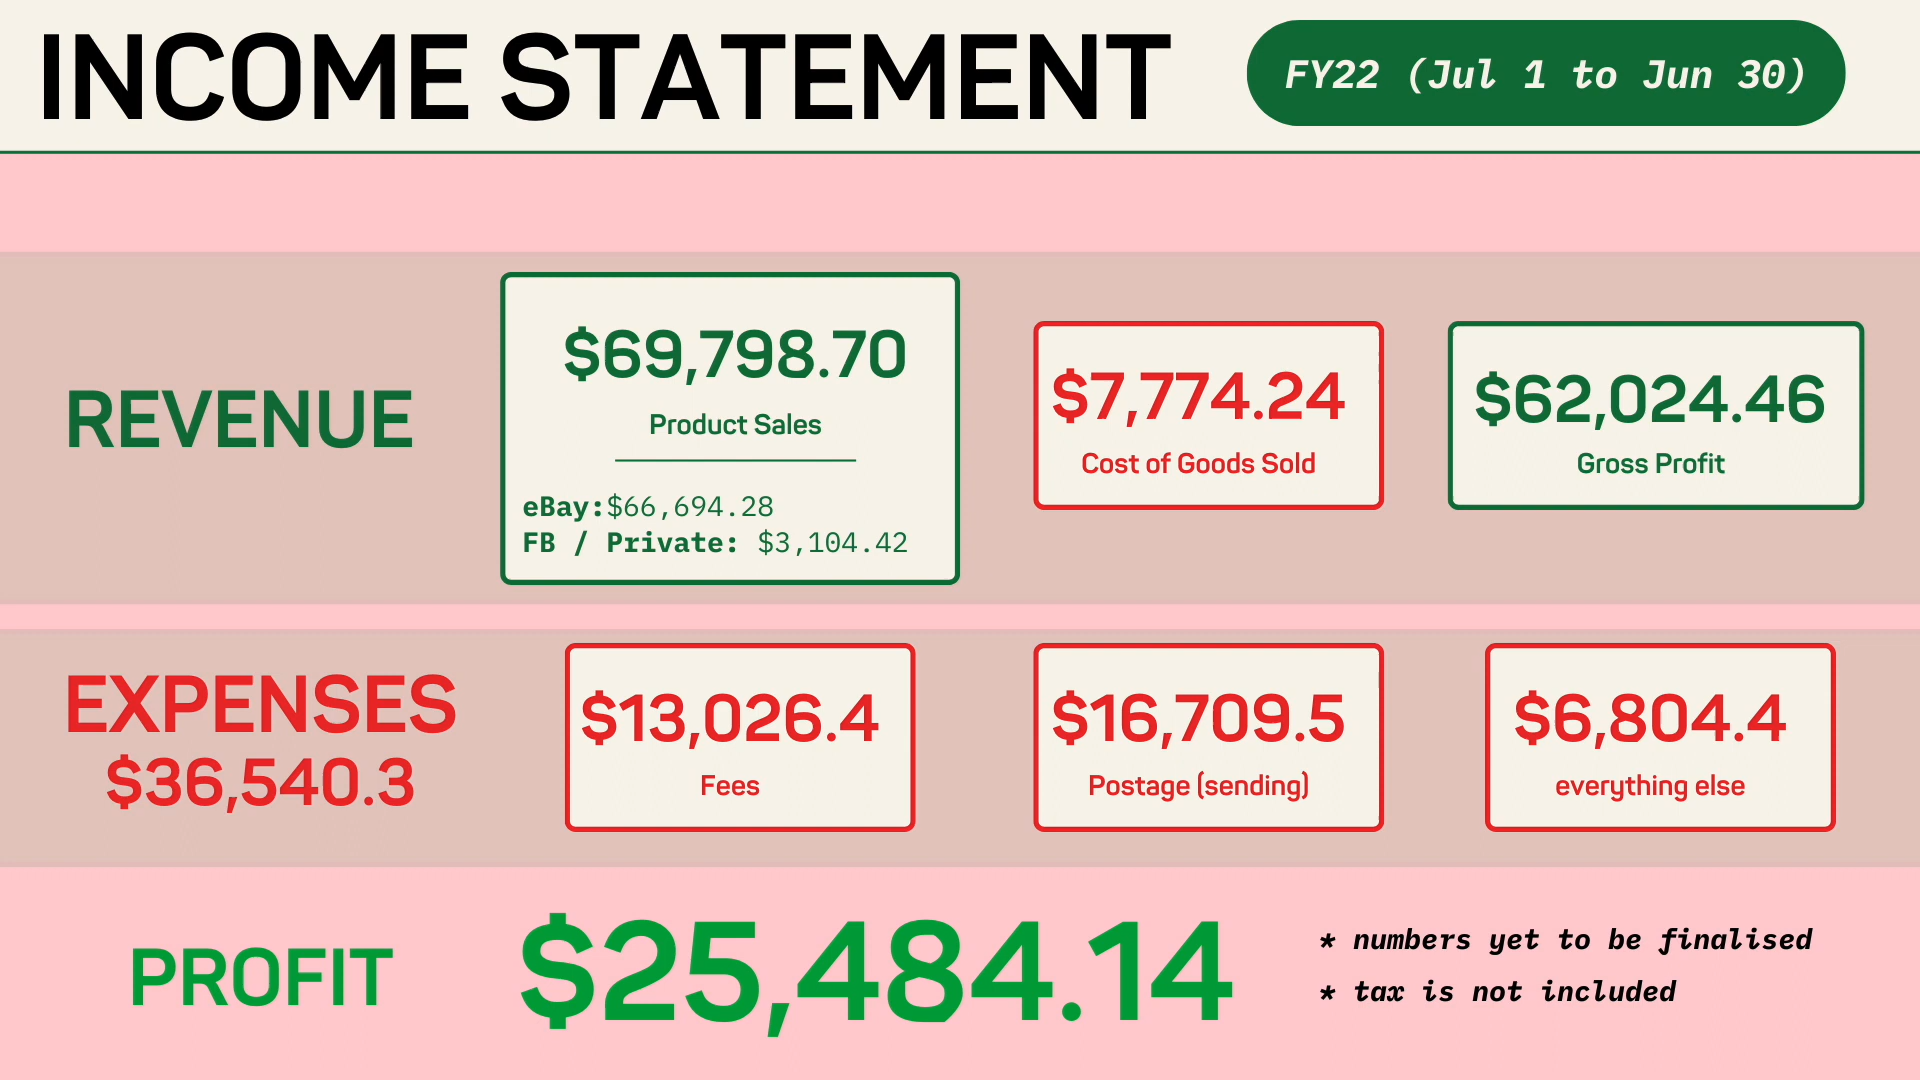 INCOME STATEMENT
FY22 (Jul 1 to Jun 30)
REVENUE
$69,798.70
Product Sales
eBay:$66,694.28
FB / Private: $3,104.42
$7,774.24
Cost of Goods Sold
$62,024.46
Gross Profit
EXPENSES
$36,540.3
$13,026.4
Fees
$16,709.5
Postage (sending)
$6,804.4
everything else
PROFIT
$25,484.14
* numbers yet to be finalised
* tax is not included